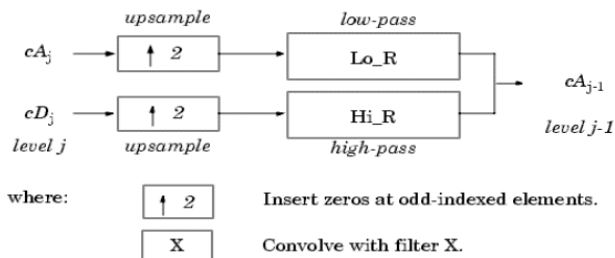 upsample low-pass
cAj ↑ 2 Lo_R
cAj-1
cDj ↑ 2 Hi_R
level j upsample high-pass level j-1
where: ↑ 2 Insert zeros at odd-indexed elements.
X Convolve with filter X.